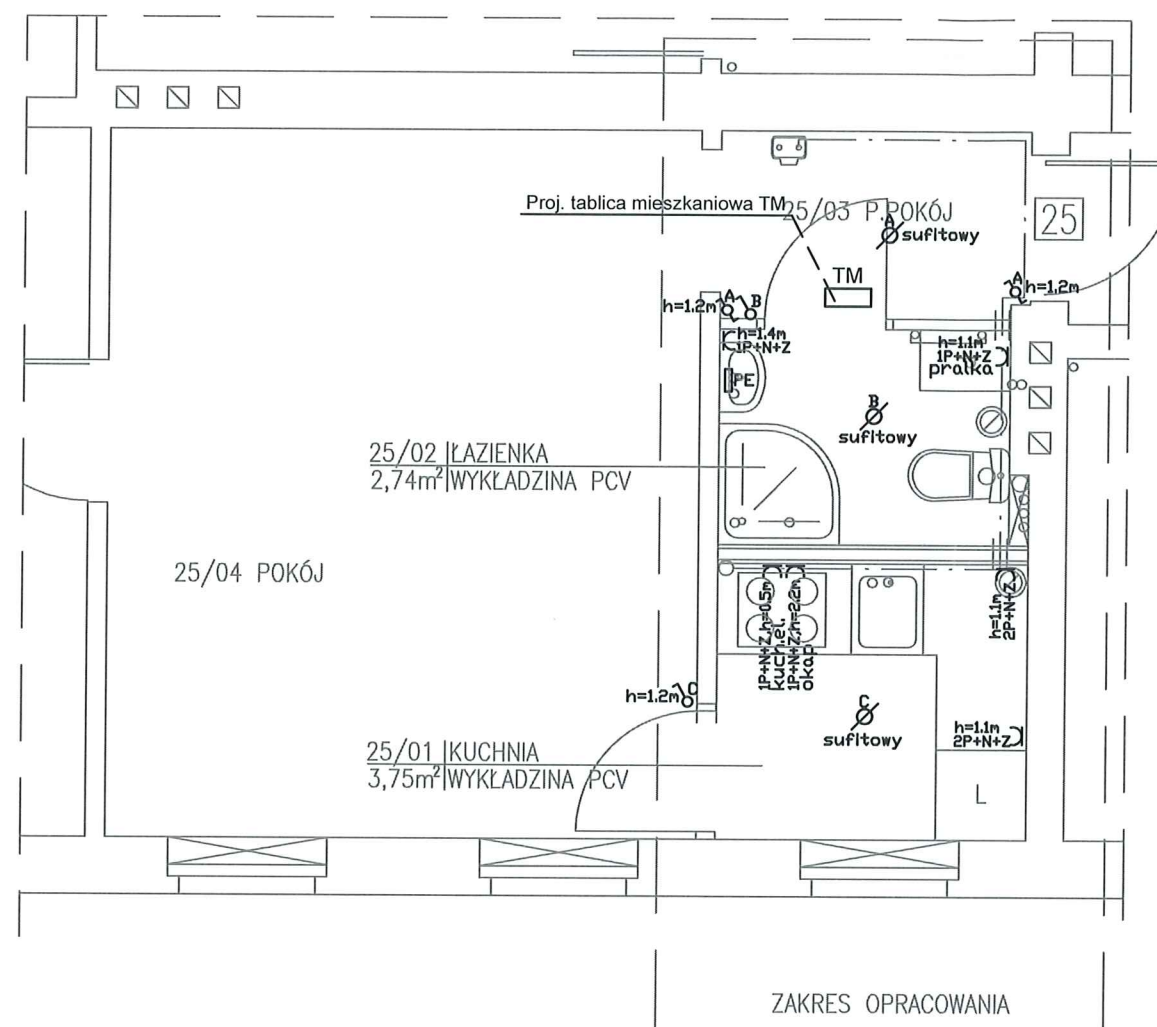 Proj. tablica mieszkaniowa TM
25/03 P.POKÓJ
A
sufitowy
25
TM
A
h=1.2m
h=1.2m
A
B
h=1.4m
1P+N+Z
PE
h=1.1m
1P+N+Z
pralka
B
sufitowy
25/02 ŁAZIENKA
2,74m² WYKŁADZINA PCV
25/04 POKÓJ
1P+N+Z,h=0.5m
kuch.el.
1P+N+Z,h=2.2m
okap
h=1.1m
2P+N+Z
h=1.2m
C
C
sufitowy
h=1.1m
2P+N+Z
25/01 KUCHNIA
3,75m² WYKŁADZINA PCV
L
ZAKRES OPRACOWANIA